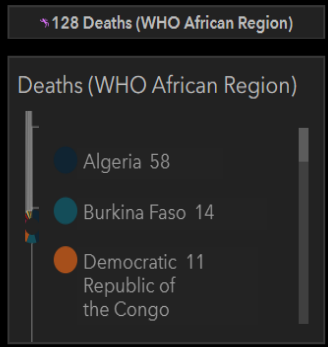 128 Deaths (WHO African Region)
Deaths (WHO African Region)
Algeria 58
Burkina Faso 14
Democratic 11
Republic of
the Congo